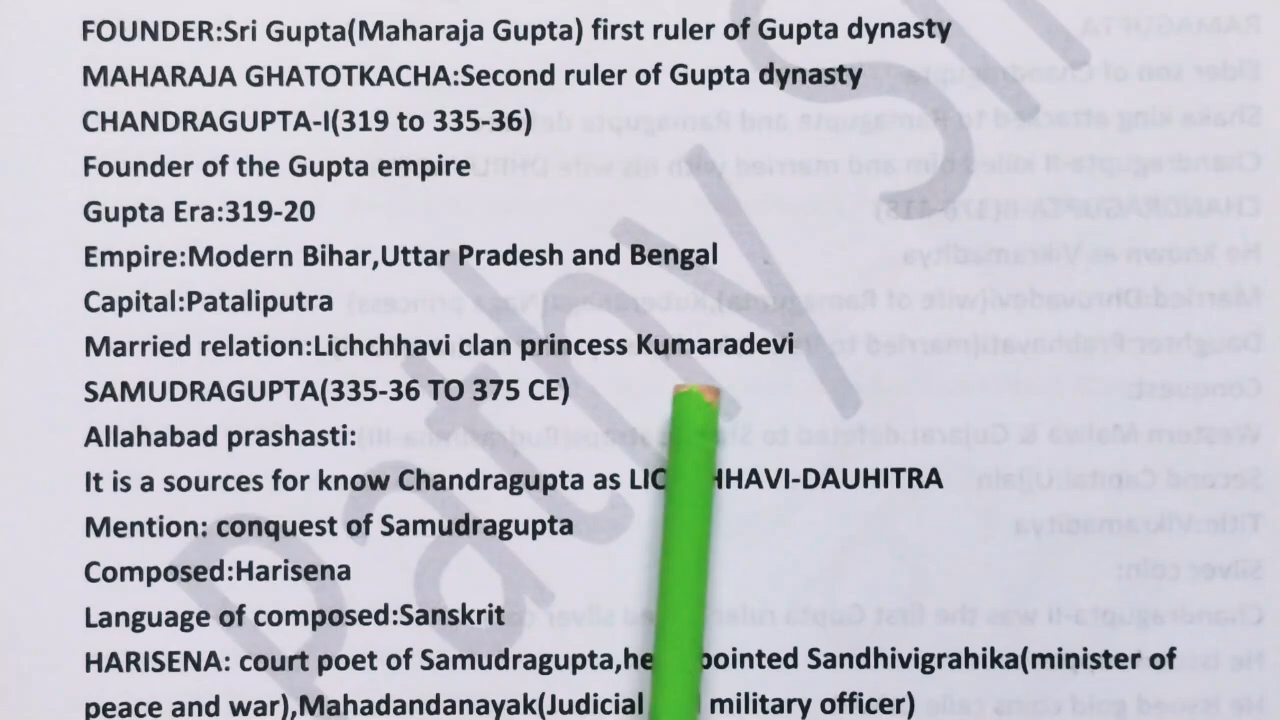 FOUNDER:Sri Gupta(Maharaja Gupta) first ruler of Gupta dynasty
MAHARAJA GHATOTKACHA:Second ruler of Gupta dynasty
CHANDRAGUPTA-I(319 to 335-36)
Founder of the Gupta empire
Gupta Era:319-20
Empire:Modern Bihar,Uttar Pradesh and Bengal
Capital:Pataliputra
Married relation:Lichchhavi clan princess Kumaradevi
SAMUDRAGUPTA(335-36 TO 375 CE)
Allahabad prashasti:
It is a sources for know Chandragupta as LIC HHAVI-DAUHITRA
Mention: conquest of Samudragupta
Composed:Harisena
Language of composed:Sanskrit
HARISENA: court poet of Samudragupta,he pointed Sandhivigrahika(minister of
peace and war),Mahadandanayak(Judicial military officer)